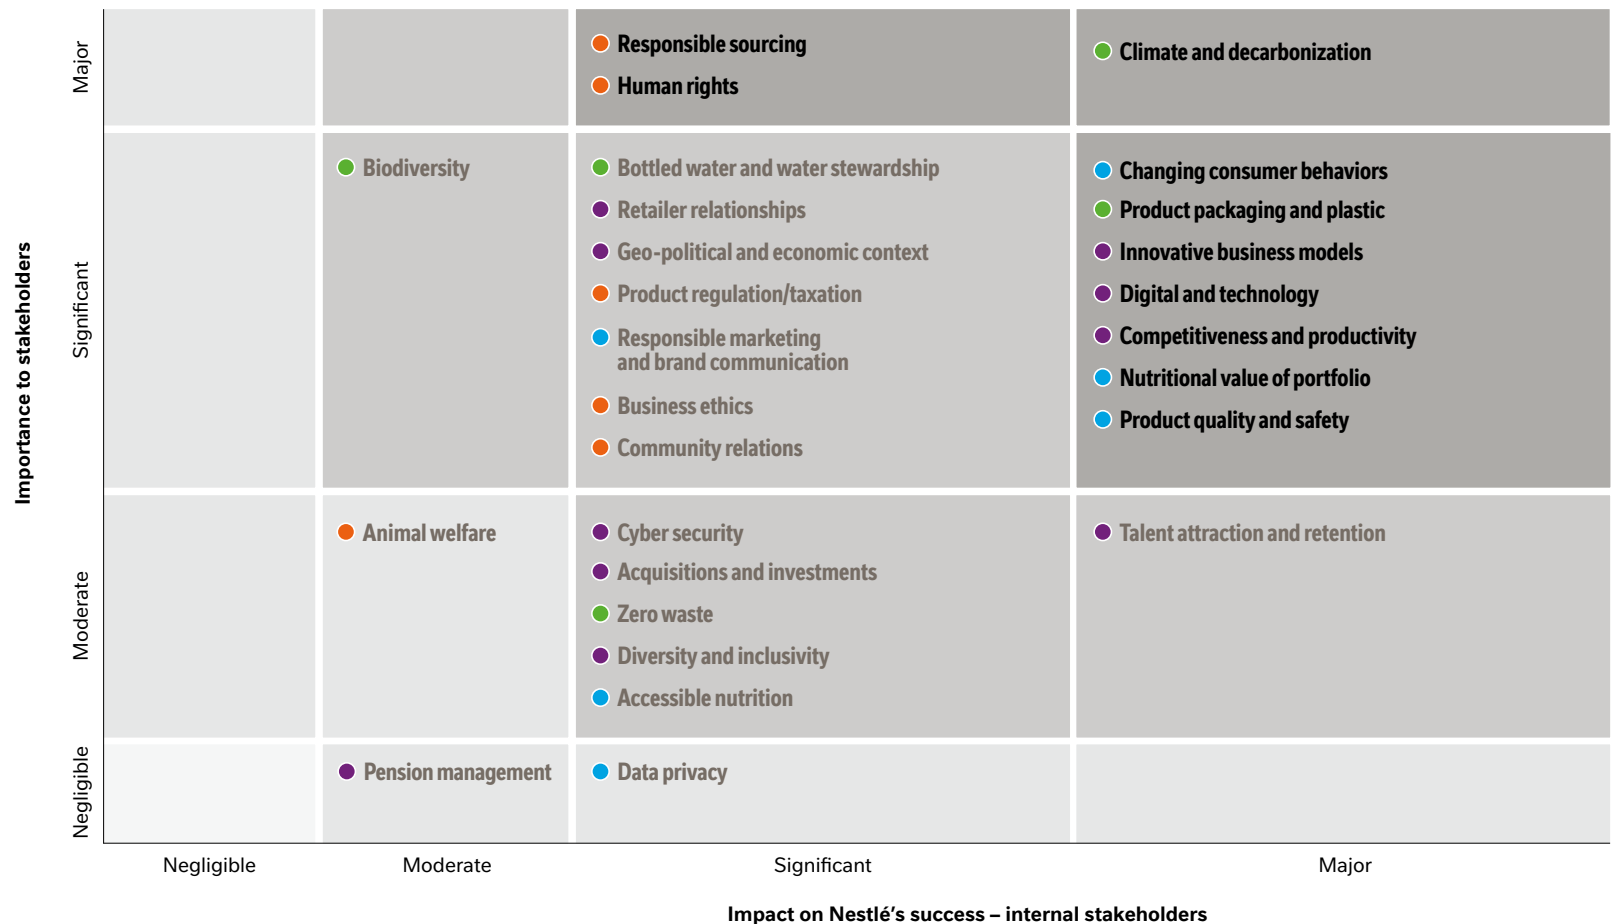 Importance to stakeholders
Major
Responsible sourcing
Human rights
Climate and decarbonization
Significant
Biodiversity
Bottled water and water stewardship
Retailer relationships
Geo-political and economic context
Product regulation/taxation
Responsible marketing
and brand communication
Business ethics
Community relations
Changing consumer behaviors
Product packaging and plastic
Innovative business models
Digital and technology
Competitiveness and productivity
Nutritional value of portfolio
Product quality and safety
Moderate
Animal welfare
Cyber security
Acquisitions and investments
Zero waste
Diversity and inclusivity
Accessible nutrition
Talent attraction and retention
Negligible
Pension management
Data privacy
Negligible
Moderate
Significant
Major
Impact on Nestlé’s success – internal stakeholders